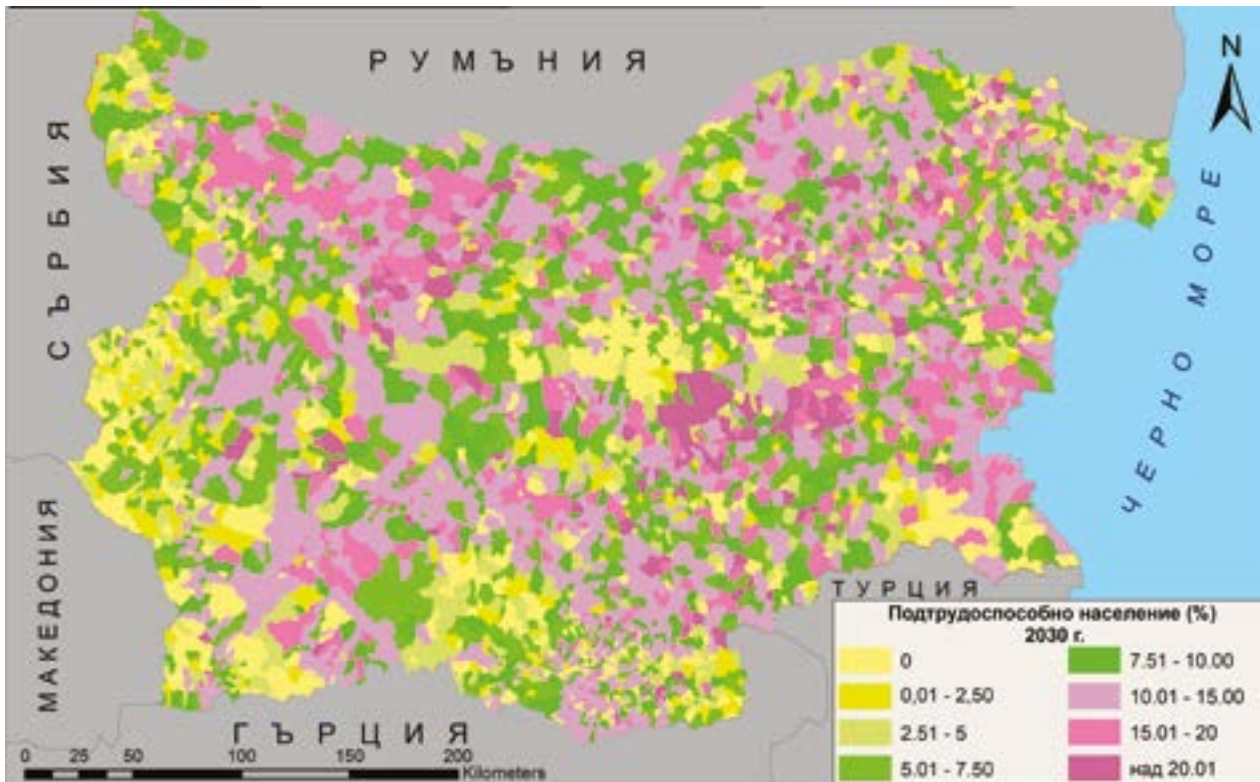 РУМЪНИЯ
N
СЪРБИЯ
ЧЕРНО МОРЕ
МАКЕДОНИЯ
ТУРЦИЯ
ГЪРЦИЯ
0 25 50 100 150 200
Kilometers
Подтрудоспособно население (%)
2030 г.
0
0,01 - 2,50
2.51 - 5
5.01 - 7.50
7.51 - 10.00
10.01 - 15.00
15.01 - 20
над 20.01